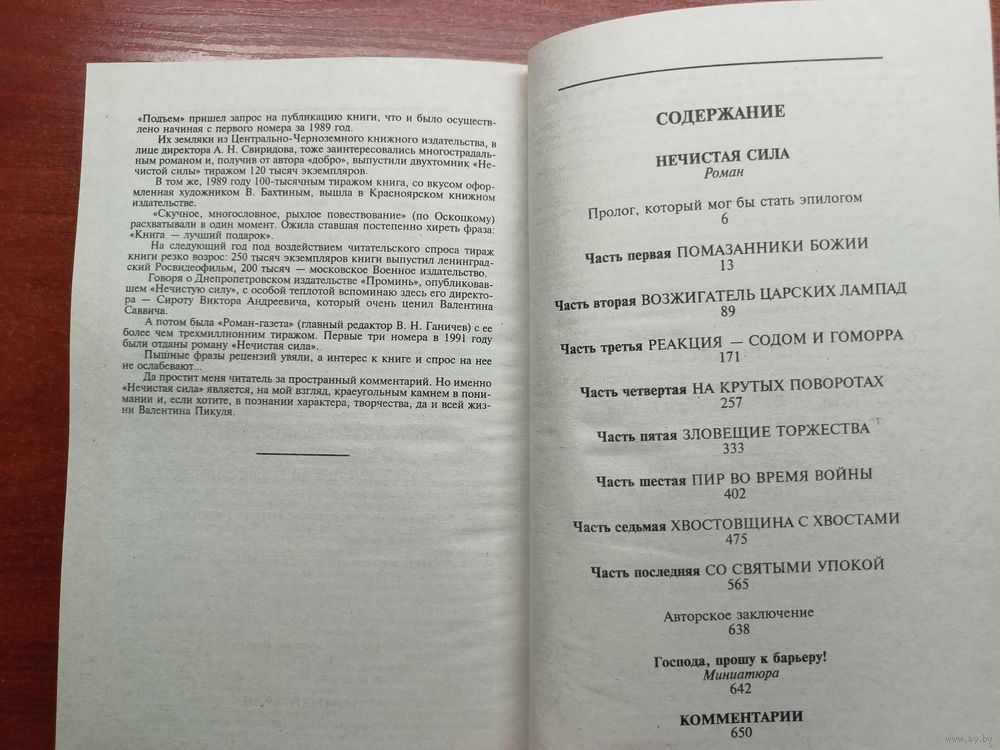 «Подъем» пришел запрос на публикацию книги, что и было осуществ-
лено начиная с первого номера за 1989 год.
Их земляки из Центрально-Черноземного книжного издательства, в
лице директора А. Н. Свиридова, тоже заинтересовались многострадаль-
ным романом и, получив от автора «добро», выпустили двухтомник «Не-
чистой силы» тиражом 120 тысяч экземпляров.
В том же, 1989 году 100-тысячным тиражом книга, со вкусом офор-
мленная художником В. Бахтиным, вышла в Красноярском книжном
издательстве.
«Скучное, многословное, рыхлое повествование» (по Оскоцкому)
расхватывали в один момент. Ожила ставшая постепенно хиреть фраза:
«Книга — лучший подарок».
На следующий год под воздействием читательского спроса тираж
книги резко возрос: 250 тысяч экземпляров книги выпустил ленинград-
ский Росвидеофильм, 200 тысяч — московское Военное издательство.
Говоря о Днепропетровском издательстве «Проминь», опубликовав-
шем «Нечистую силу», с особой теплотой вспоминаю здесь его директо-
ра — Сироту Виктора Андреевича, который очень ценил Валентина
Саввича.
А потом была «Роман-газета» (главный редактор В. Н. Ганичев) с ее
более чем трехмиллионним тиражом. Первые три номера в 1991 году
были отданы роману «Нечистая сила».
Пышные фразы рецензий увяли, а интерес к книге и спрос на нее
не ослабевают...
Да простит меня читатель за пространный комментарий. Но именно
«Нечистая сила» является, на мой взгляд, краеугольным камнем в пони-
мании и, если хотите, в познании характера, творчества, да и всей жиз-
ни Валентина Пикуля.
СОДЕРЖАНИЕ
НЕЧИСТАЯ СИЛА
Роман
Пролог, который мог бы стать эпилогом
6
Часть первая ПОМАЗАННИКИ БОЖИИ
13
Часть вторая ВОЗЖИГАТЕЛЬ ЦАРСКИХ ЛАМПАД
89
Часть третья РЕАКЦИЯ — СОДОМ И ГОМОРРА
171
Часть четвертая НА КРУТЫХ ПОВОРОТАХ
257
Часть пятая ЗЛОВЕЩИЕ ТОРЖЕСТВА
333
Часть шестая ПИР ВО ВРЕМЯ ВОЙНЫ
402
Часть седьмая ХВОСТОВЩИНА С ХВОСТАМИ
475
Часть последняя СО СВЯТЫМИ УПОКОЙ
565
Авторское заключение
638
Господа, прошу к барьеру!
Миниатюра
642
КОММЕНТАРИИ
650
www.ay.by